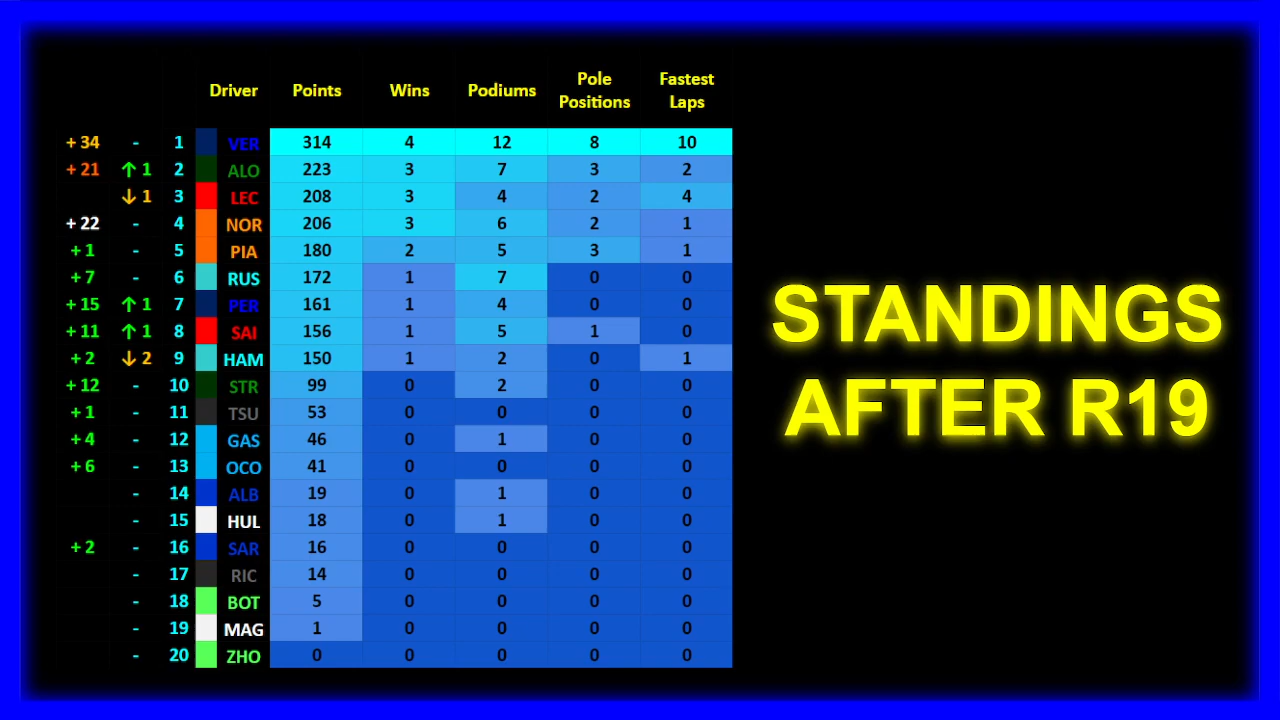 Driver Points Wins Podiums Pole Positions Fastest Laps
+ 34 - 1 VER 314 4 12 8 10
+ 21 ↑ 1 2 ALO 223 3 7 3 2
↓ 1 3 LEC 208 3 4 2 4
+ 22 - 4 NOR 206 3 6 2 1
+ 1 - 5 PIA 180 2 5 3 1
+ 7 - 6 RUS 172 1 7 0 0
+ 15 ↑ 1 7 PER 161 1 4 0 0
+ 11 ↑ 1 8 SAI 156 1 5 1 0
+ 2 ↓ 2 9 HAM 150 1 2 0 1
+ 12 - 10 STR 99 0 2 0 0
+ 1 - 11 TSU 53 0 0 0 0
+ 4 - 12 GAS 46 0 1 0 0
+ 6 - 13 OCO 41 0 0 0 0
- 14 ALB 19 0 1 0 0
- 15 HUL 18 0 1 0 0
+ 2 - 16 SAR 16 0 0 0 0
- 17 RIC 14 0 0 0 0
- 18 BOT 5 0 0 0 0
- 19 MAG 1 0 0 0 0
- 20 ZHO 0 0 0 0 0
STANDINGS
AFTER R19